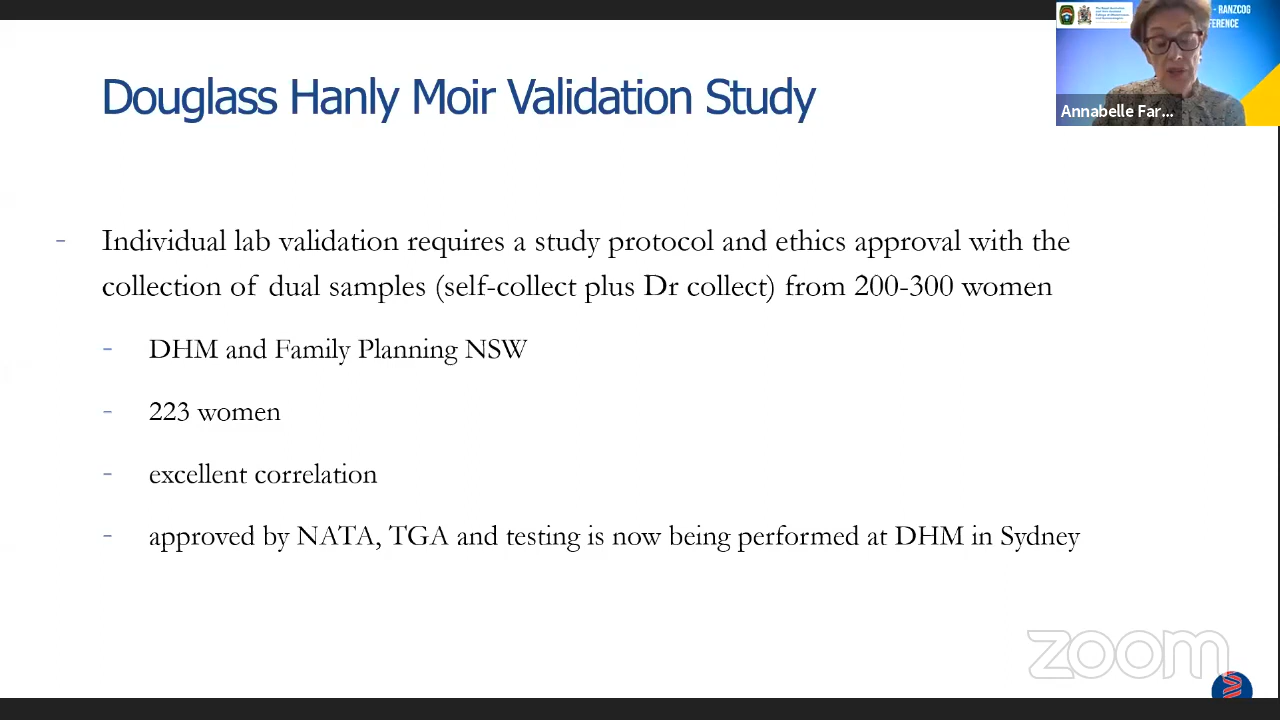 - RANZCOG
FERENCE
Annabelle Far...
Douglass Hanly Moir Validation Study
- Individual lab validation requires a study protocol and ethics approval with the
collection of dual samples (self-collect plus Dr collect) from 200-300 women
- DHM and Family Planning NSW
- 223 women
- excellent correlation
- approved by NATA, TGA and testing is now being performed at DHM in Sydney
zoom